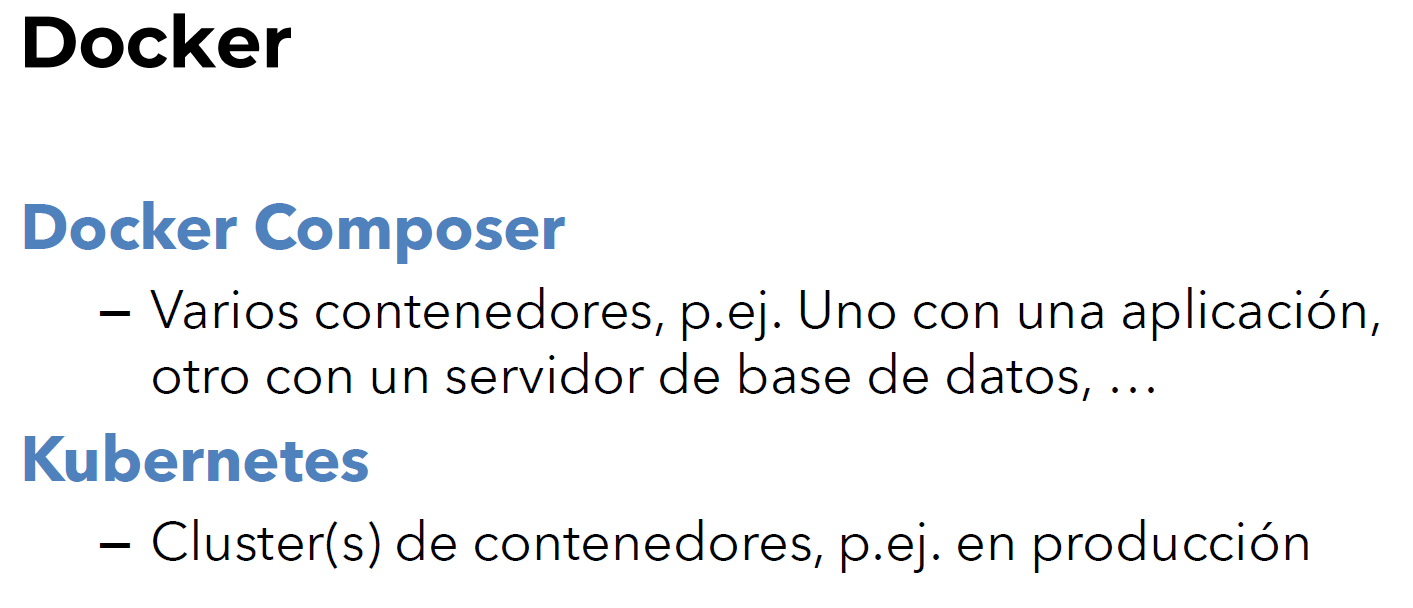 Docker
Docker Composer
– Varios contenedores, p.ej. Uno con una aplicación,
otro con un servidor de base de datos, …
Kubernetes
– Cluster(s) de contenedores, p.ej. en producción